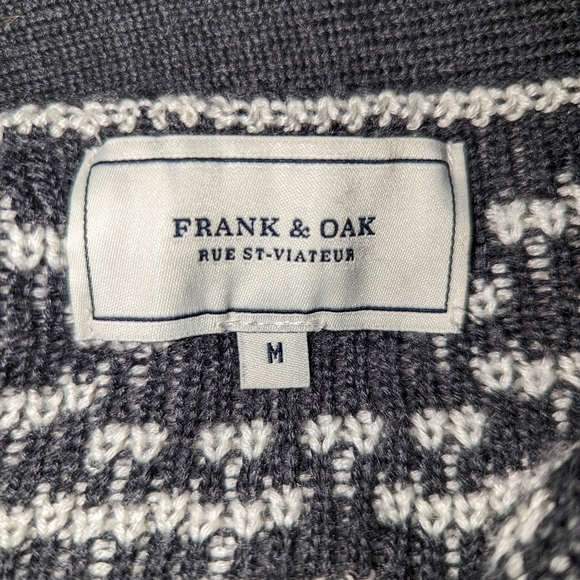 FRANK & OAK
RUE ST-VIATEUR
M